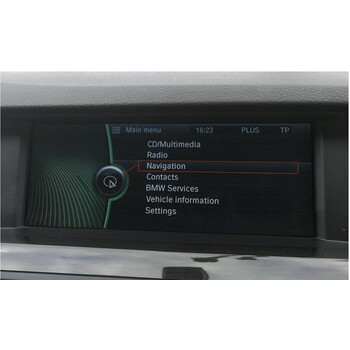 Main menu 16:23 PLUS TP
CD/Multimedia
Radio
Navigation
Contacts
BMW Services
Vehicle information
Settings